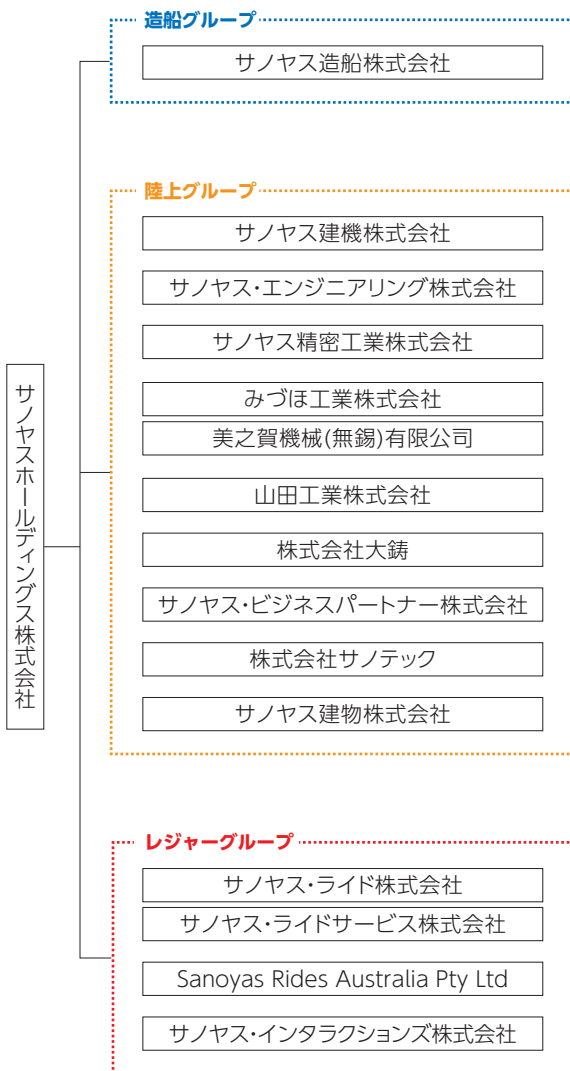 サノヤスホールディングス株式会社
造船グループ
サノヤス造船株式会社
陸上グループ
サノヤス建機株式会社
サノヤス・エンジニアリング株式会社
サノヤス精密工業株式会社
みづほ工業株式会社
美之賀機械(無錫)有限公司
山田工業株式会社
株式会社大鋳
サノヤス・ビジネスパートナー株式会社
株式会社サノテック
サノヤス建物株式会社
レジャーグループ
サノヤス・ライド株式会社
サノヤス・ライドサービス株式会社
Sanoyas Rides Australia Pty Ltd
サノヤス・インタラクションズ株式会社